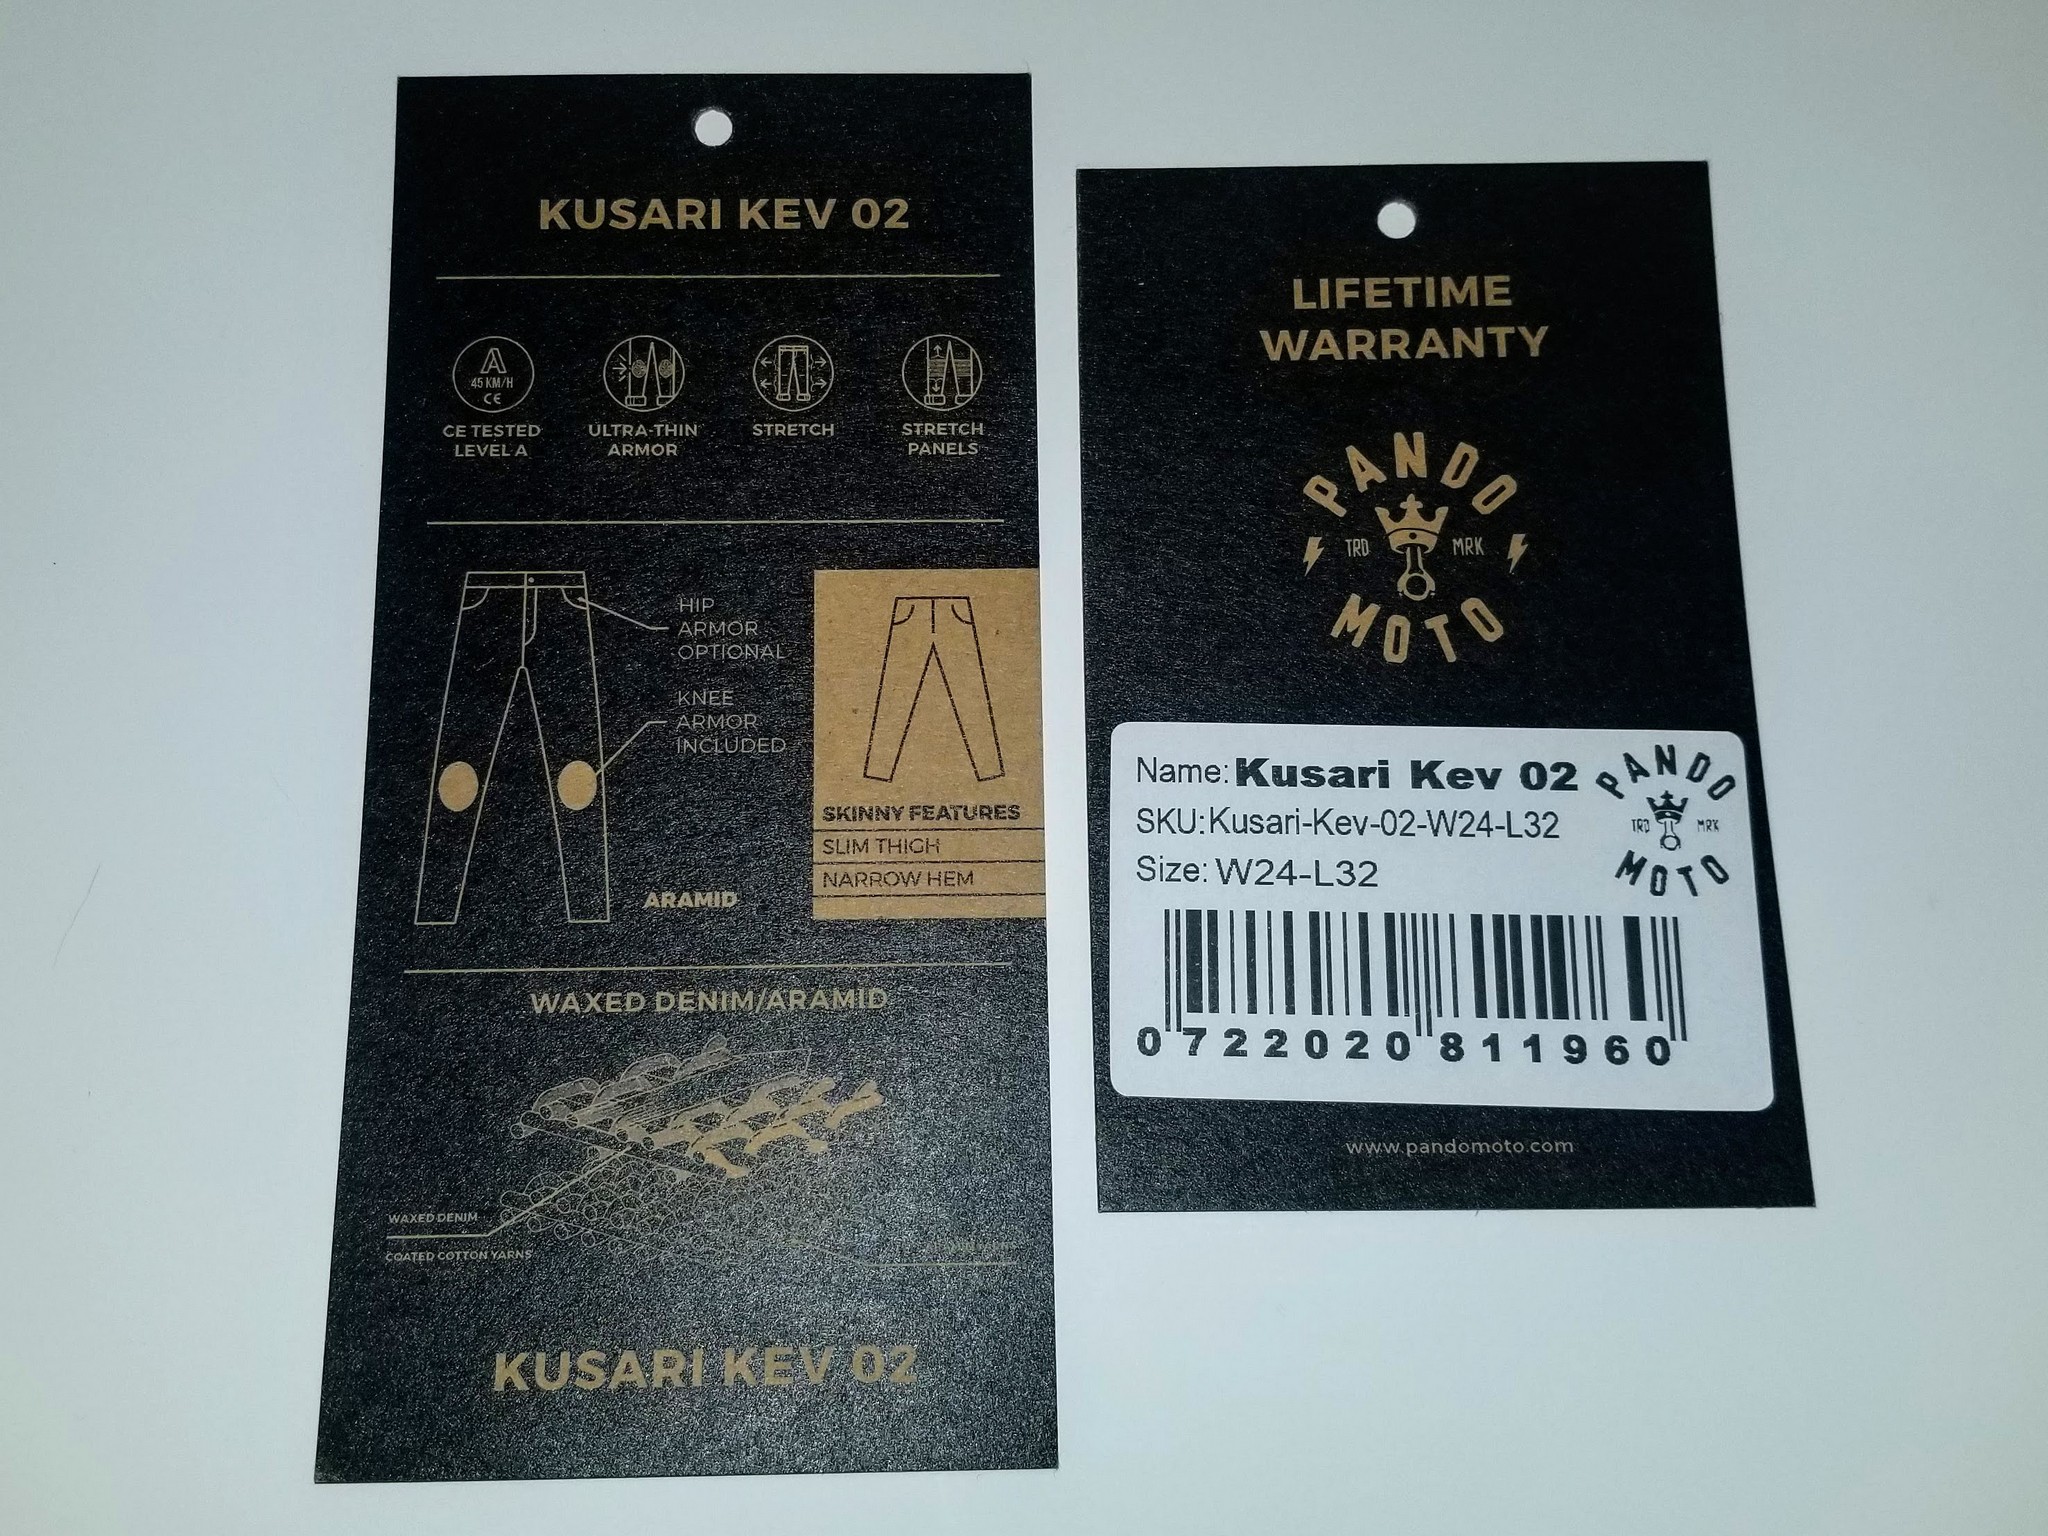 KUSARI KEV 02
A
45 KM/H
CE
CE TESTED
LEVEL A
ULTRA-THIN
ARMOR
STRETCH
STRETCH
PANELS
HIP
ARMOR
OPTIONAL
KNEE
ARMOR
INCLUDED
ARAMID
SKINNY FEATURES
SLIM THIGH
NARROW HEM
WAXED DENIM/ARAMID
WAXED DENIM
COATED COTTON YARNS
KUSARI KEV 02
LIFETIME
WARRANTY
PANDO
TRD MRK
MOTO
Name: Kusari Kev 02
SKU: Kusari-Kev-02-W24-L32
Size: W24-L32
PANDO
TRD MRK
MOTO
0722020811960
www.pandomoto.com